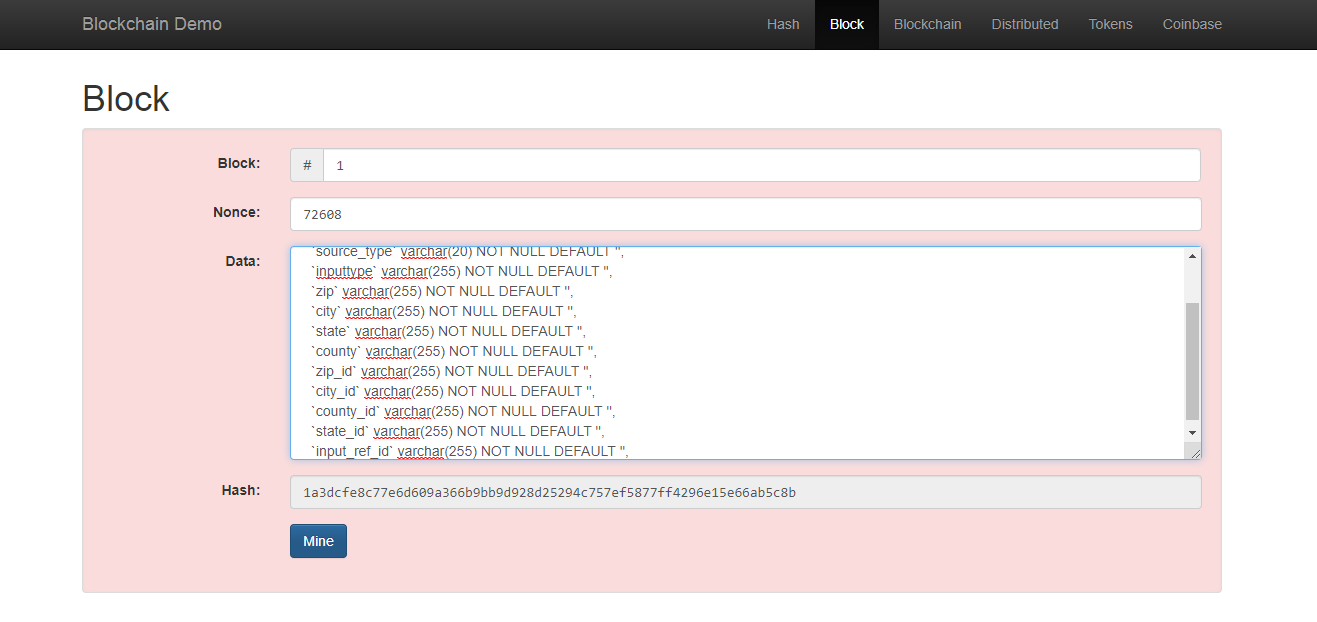 Blockchain Demo
Hash
Block
Blockchain
Distributed
Tokens
Coinbase
Block
Block:
# 1
Nonce:
72608
Data:
`source_type` varchar(20) NOT NULL DEFAULT '',
`inputtype` varchar(255) NOT NULL DEFAULT '',
`zip` varchar(255) NOT NULL DEFAULT '',
`city` varchar(255) NOT NULL DEFAULT '',
`state` varchar(255) NOT NULL DEFAULT '',
`county` varchar(255) NOT NULL DEFAULT '',
`zip_id` varchar(255) NOT NULL DEFAULT '',
`city_id` varchar(255) NOT NULL DEFAULT '',
`county_id` varchar(255) NOT NULL DEFAULT '',
`state_id` varchar(255) NOT NULL DEFAULT '',
`input_ref_id` varchar(255) NOT NULL DEFAULT '',
Hash:
1a3dcfe8c77e6d609a366b9bb9d928d25294c757ef5877ff4296e15e66ab5c8b
Mine